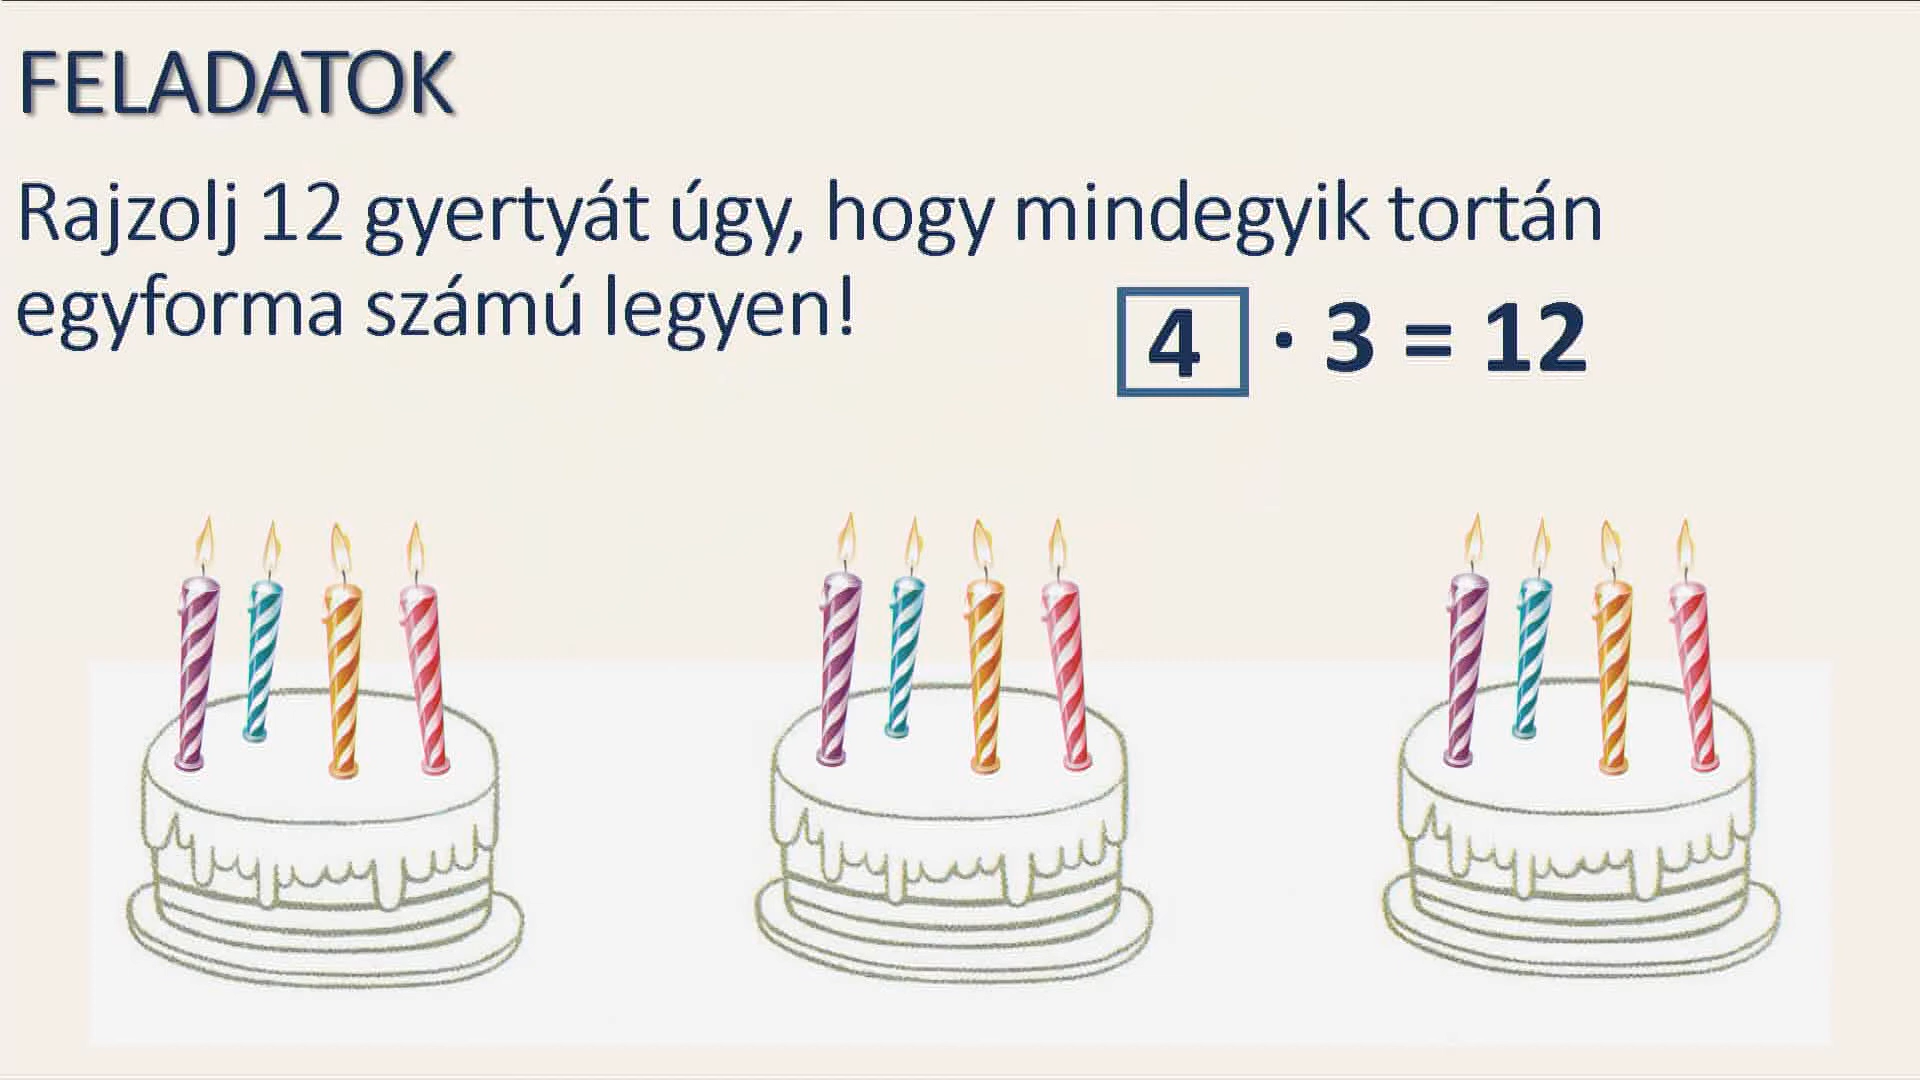 FELADATOK
Rajzolj 12 gyertyát úgy, hogy mindegyik tortán
egyforma számú legyen!
4 · 3 = 12